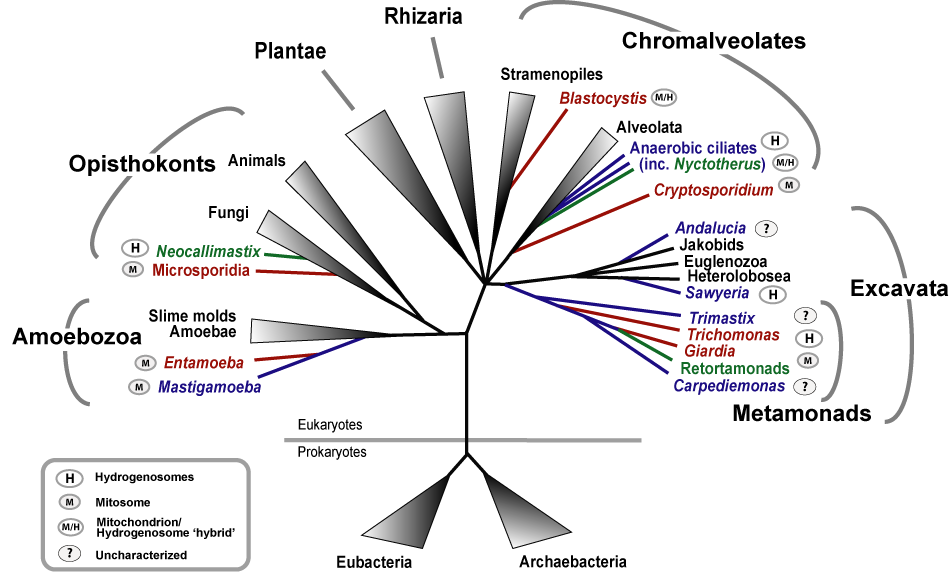 Rhizaria
Plantae
Chromalveolates
Stramenopiles
Blastocystis M/H
Alveolata
Anaerobic ciliates H
(inc. Nyctotherus) M/H
Cryptosporidium M
Opisthokonts
Animals
Fungi
H Neocallimastix
M Microsporidia
Andalucia ?
Jakobids
Euglenozoa
Heterolobosea
Sawyeria H
Excavata
Trimastix ?
Trichomonas H
Giardia
Retortamonads M
Carpediemonas ?
Metamonads
Amoebozoa
Slime molds
Amoebae
M Entamoeba
M Mastigamoeba
Eukaryotes
Prokaryotes
H Hydrogenosomes
M Mitosome
M/H Mitochondrion/
Hydrogenosome ‘hybrid’
? Uncharacterized
Eubacteria
Archaebacteria